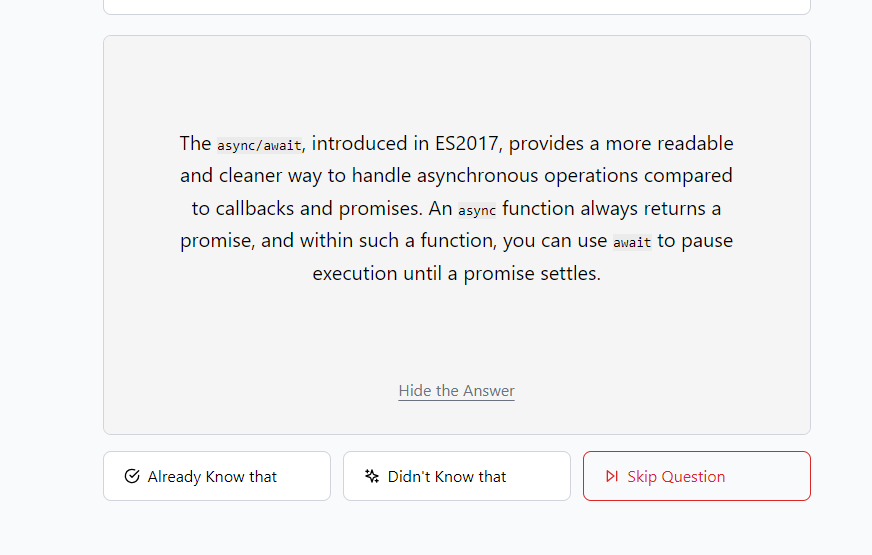 The async/await, introduced in ES2017, provides a more readable
and cleaner way to handle asynchronous operations compared
to callbacks and promises. An async function always returns a
promise, and within such a function, you can use await to pause
execution until a promise settles.
Hide the Answer
Already Know that
Didn't Know that
Skip Question